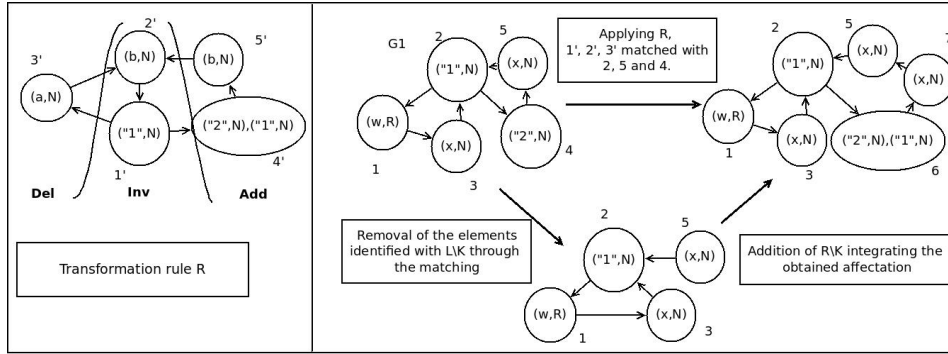 2'
3'
(b,N)
5'
(b,N)
(a,N)
("1",N)
("2",N),("1",N)
4'
1'
Del
Inv
Add
Transformation rule R
G1
2
5
("1",N)
(x,N)
(w,R)
(x,N)
("2",N)
4
1
3
Applying R,
1', 2', 3' matched with
2, 5 and 4.
2
5
7
("1",N)
(x,N)
(x,N)
(w,R)
(x,N)
("2",N),("1",N)
1
3
6
Removal of the elements
identified with L\K through
the matching
2
5
("1",N)
(x,N)
(w,R)
(x,N)
1
3
Addition of R\K integrating the
obtained affectation